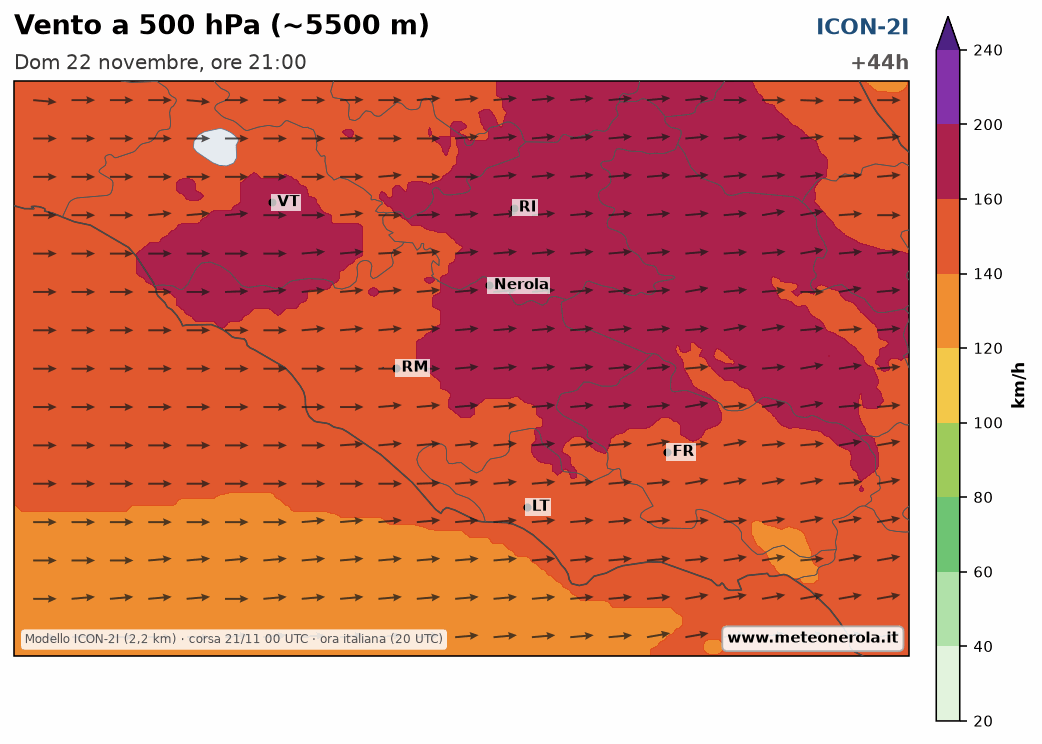 Vento a 500 hPa (~5500 m)
ICON-2I
Dom 22 novembre, ore 21:00
+44h
240
200
160
140
120
100
80
60
40
20
km/h
VT
RI
Nerola
RM
FR
LT
Modello ICON-2I (2,2 km) · corsa 21/11 00 UTC · ora italiana (20 UTC)
www.meteonerola.it